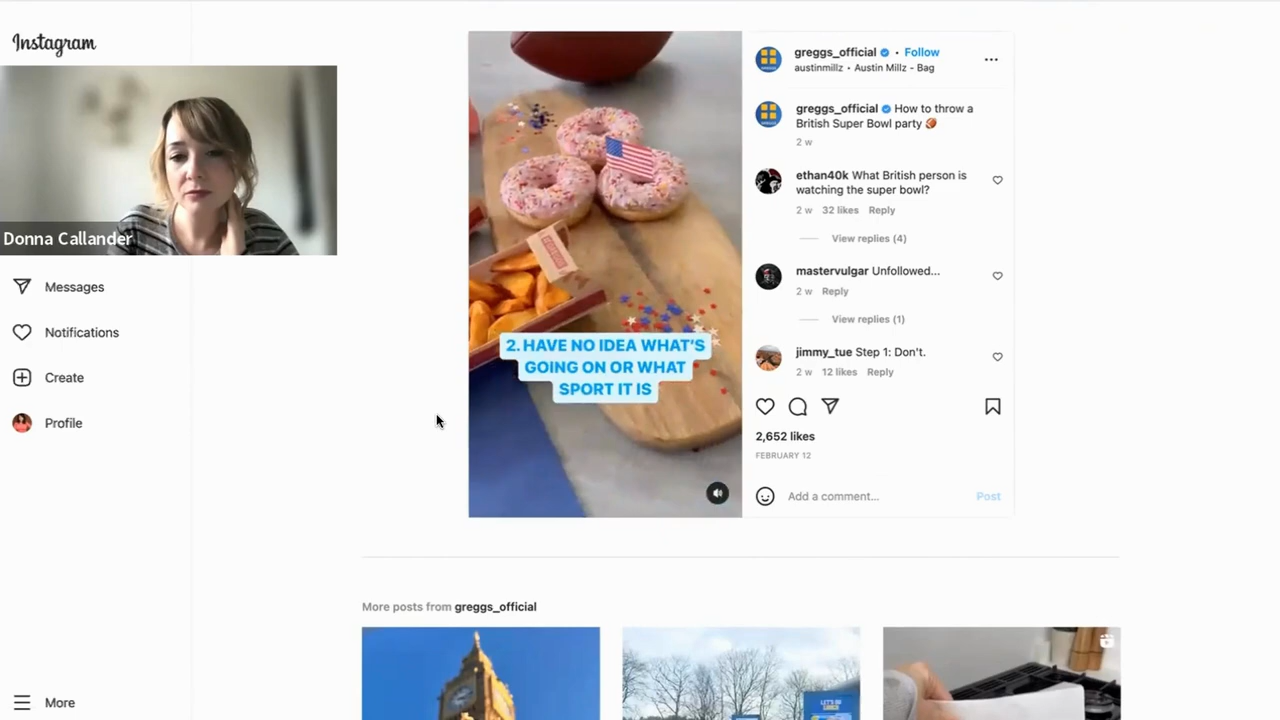 Instagram
Donna Callander
Messages
Notifications
Create
Profile
More
2. HAVE NO IDEA WHAT'S
GOING ON OR WHAT
SPORT IT IS
greggs_official • Follow
austinmillz • Austin Millz - Bag
greggs_official How to throw a
British Super Bowl party 🏈
2 w
ethan40k What British person is
watching the super bowl?
2 w 32 likes Reply
View replies (4)
mastervulgar Unfollowed...
2 w Reply
View replies (1)
jimmy_tue Step 1: Don't.
2 w 12 likes Reply
2,652 likes
FEBRUARY 12
Add a comment... Post
More posts from greggs_official